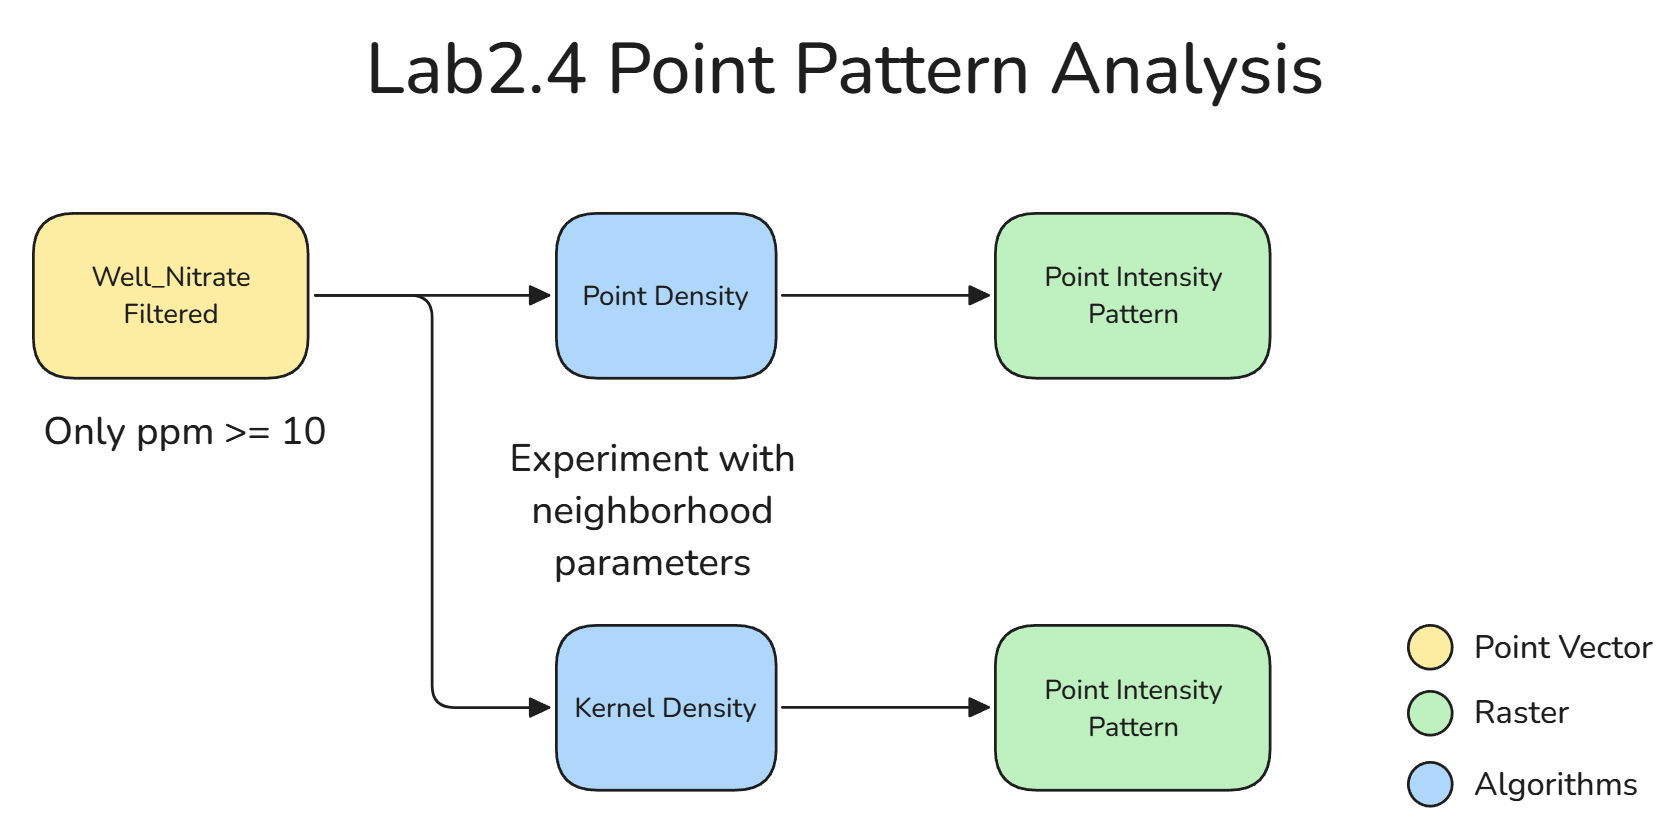 Lab2.4 Point Pattern Analysis
Well_Nitrate
Filtered
Point Density
Point Intensity
Pattern
Only ppm >= 10
Experiment with
neighborhood
parameters
Kernel Density
Point Intensity
Pattern
Point Vector
Raster
Algorithms